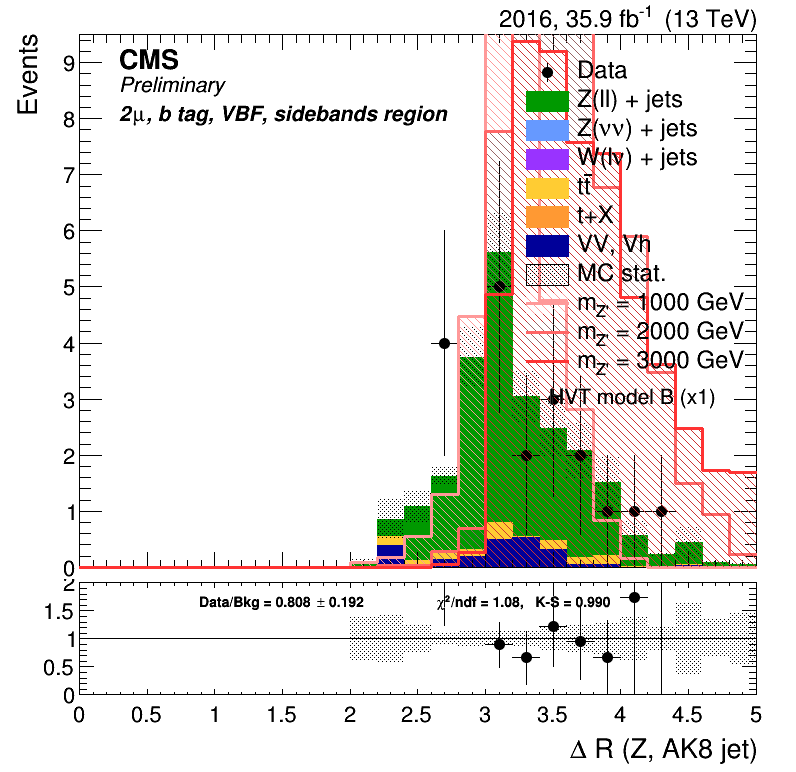 2016, 35.9 fb⁻¹ (13 TeV)
Events
CMS
Preliminary
2μ, b tag, VBF, sidebands region
Data
Z(ll) + jets
Z(νν) + jets
W(lν) + jets
tt̄
t+X
VV, Vh
MC stat.
m_Z' = 1000 GeV
m_Z' = 2000 GeV
m_Z' = 3000 GeV
HVT model B (x1)
9
8
7
6
5
4
3
2
1
0
Data/Bkg = 0.808 ± 0.192
χ²/ndf = 1.08, K-S = 0.990
2
1.5
1
0.5
0
0 0.5 1 1.5 2 2.5 3 3.5 4 4.5 5
Δ R (Z, AK8 jet)